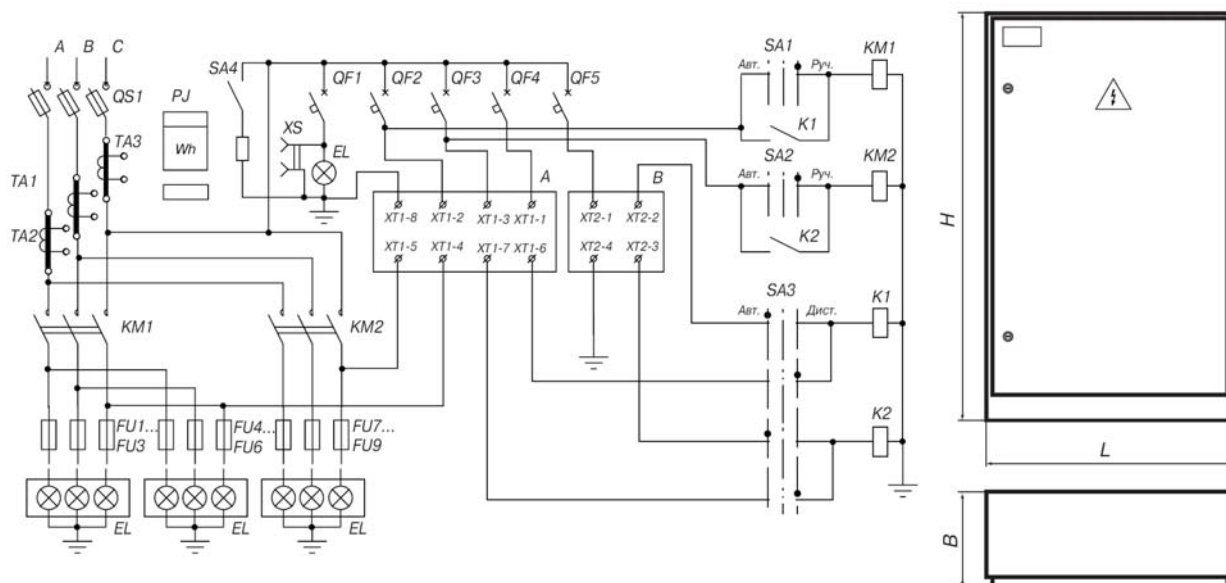 A B C
QS1
PJ
Wh
TA3
TA1
TA2
SA4
QF1 QF2 QF3 QF4 QF5
XS
EL
A
XT1-8 XT1-2 XT1-3 XT1-1
XT1-5 XT1-4 XT1-7 XT1-6
B
XT2-1 XT2-2
XT2-4 XT2-3
SA1
Авт. Руч.
KM1
K1
SA2
Авт. Руч.
KM2
K2
SA3
Авт. Дист.
K1
K2
KM1
KM2
FU1...
FU3
FU4...
FU6
FU7...
FU9
EL
EL
EL
H
L
B